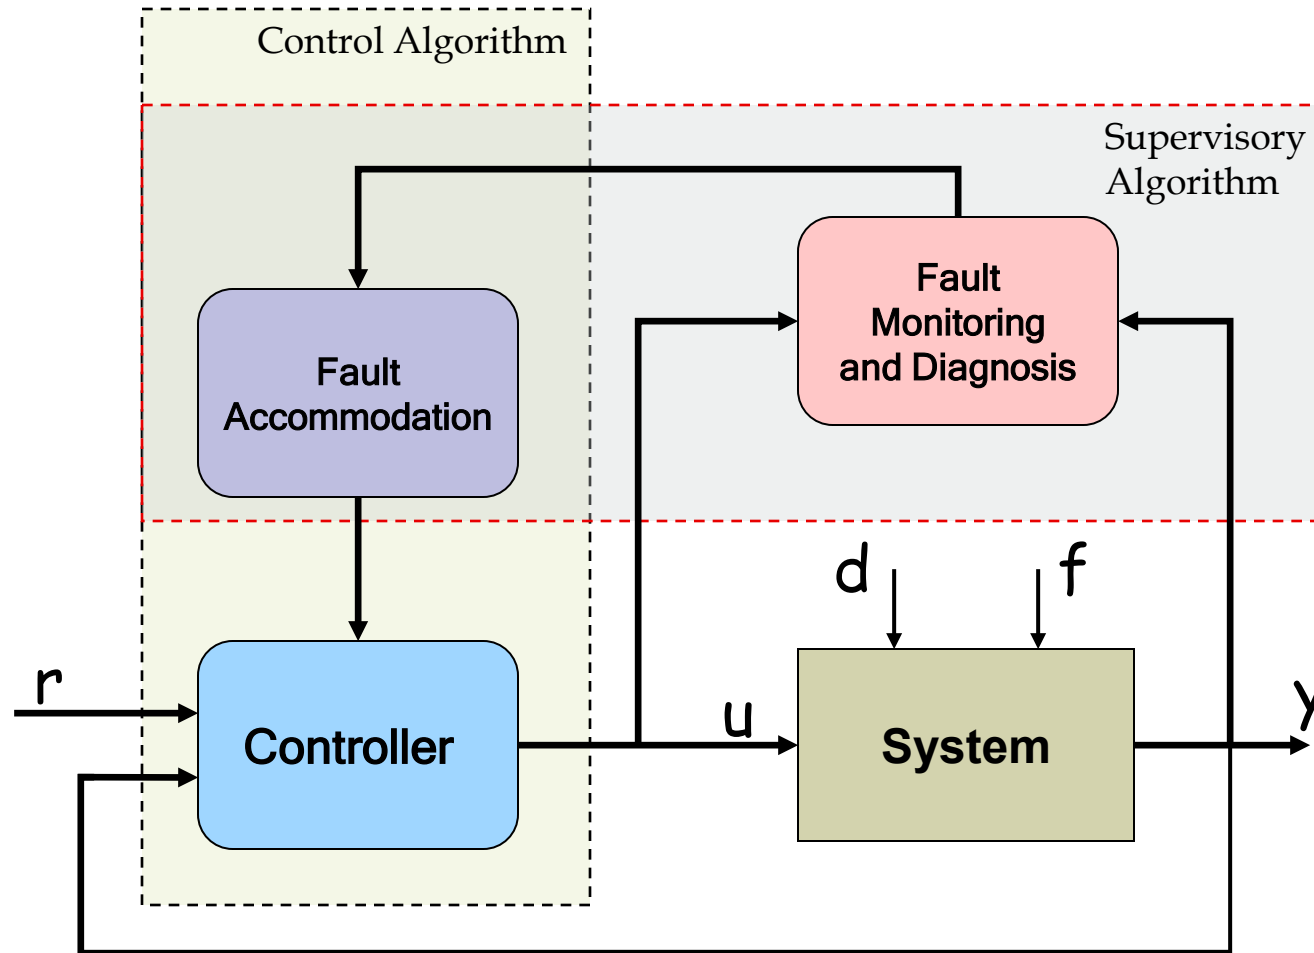 Control Algorithm
Supervisory
Algorithm
Fault
Monitoring
and Diagnosis
Fault
Accommodation
d
f
r
Controller
u
System
y